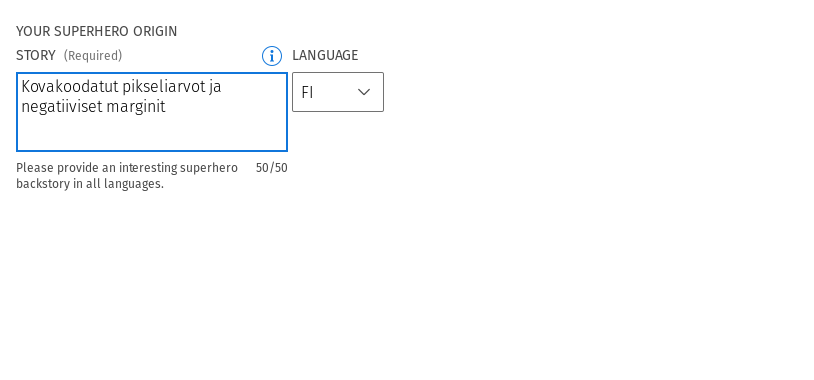 YOUR SUPERHERO ORIGIN
STORY (Required) LANGUAGE
Kovakoodatut pikseliarvot ja
negatiiviset marginit
FI
Please provide an interesting superhero 50/50
backstory in all languages.